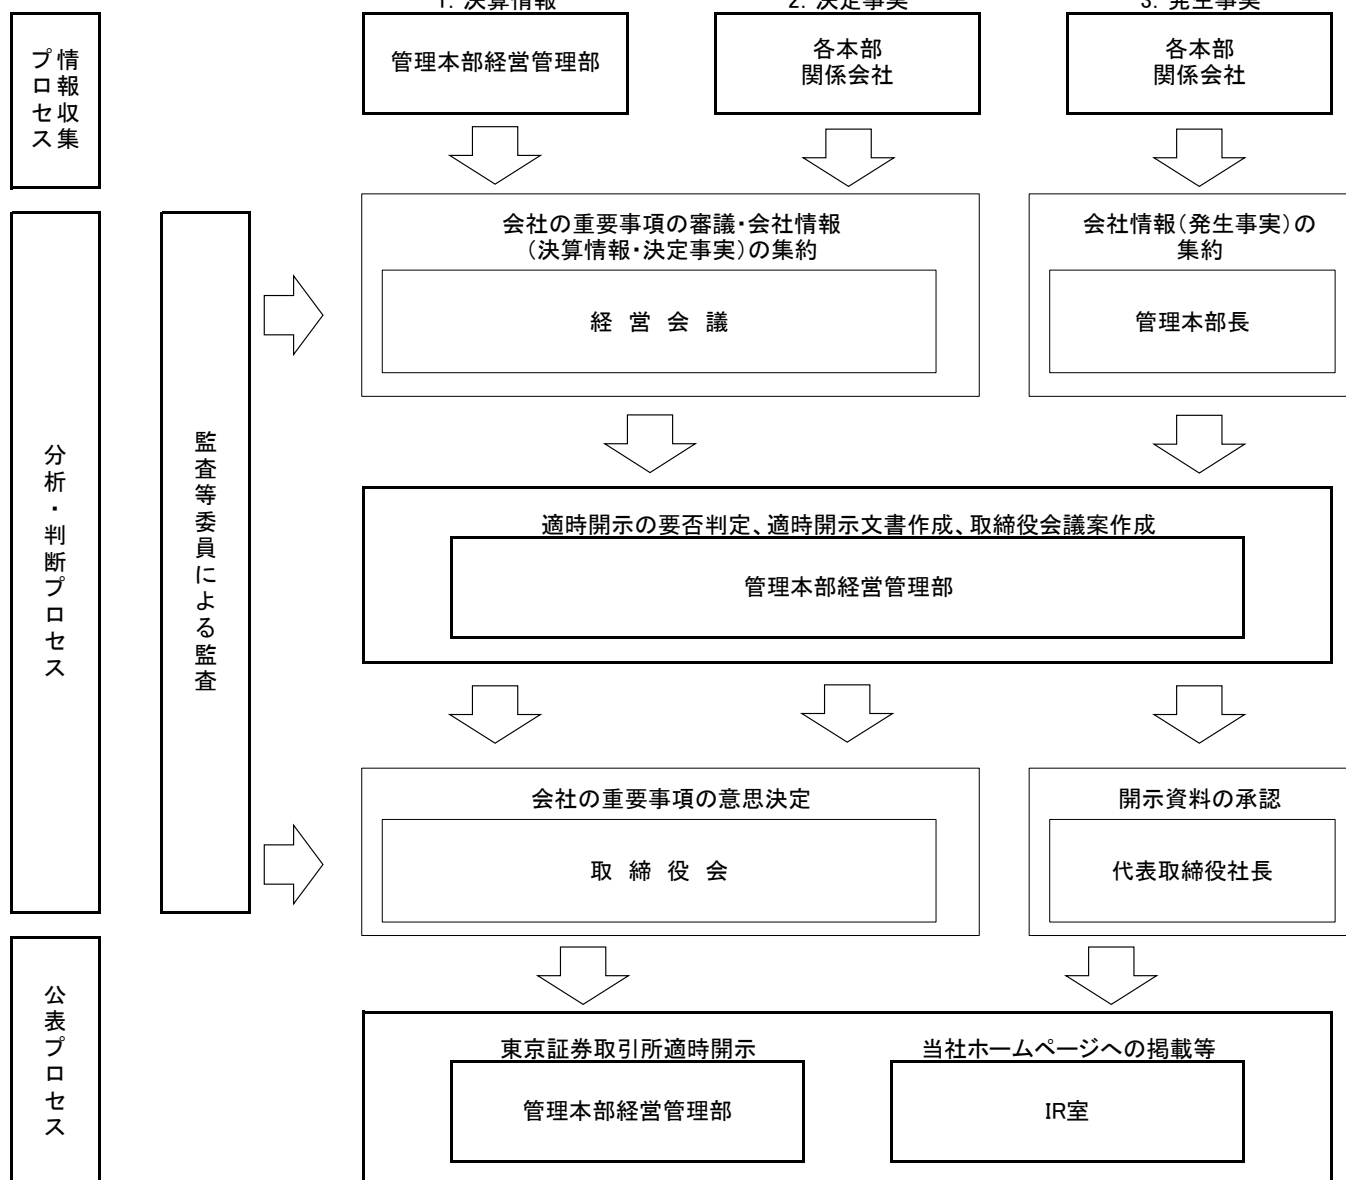 1. 決算情報
2. 決定事実
3. 発生事実
情報収集
プロセス
管理本部経営管理部
各本部
関係会社
各本部
関係会社
会社の重要事項の審議・会社情報
（決算情報・決定事実）の集約
経 営 会 議
会社情報（発生事実）の
集約
管理本部長
分析・判断プロセス
監査等委員による監査
適時開示の要否判定、適時開示文書作成、取締役会議案作成
管理本部経営管理部
会社の重要事項の意思決定
取 締 役 会
開示資料の承認
代表取締役社長
公表プロセス
東京証券取引所適時開示
管理本部経営管理部
当社ホームページへの掲載等
IR室